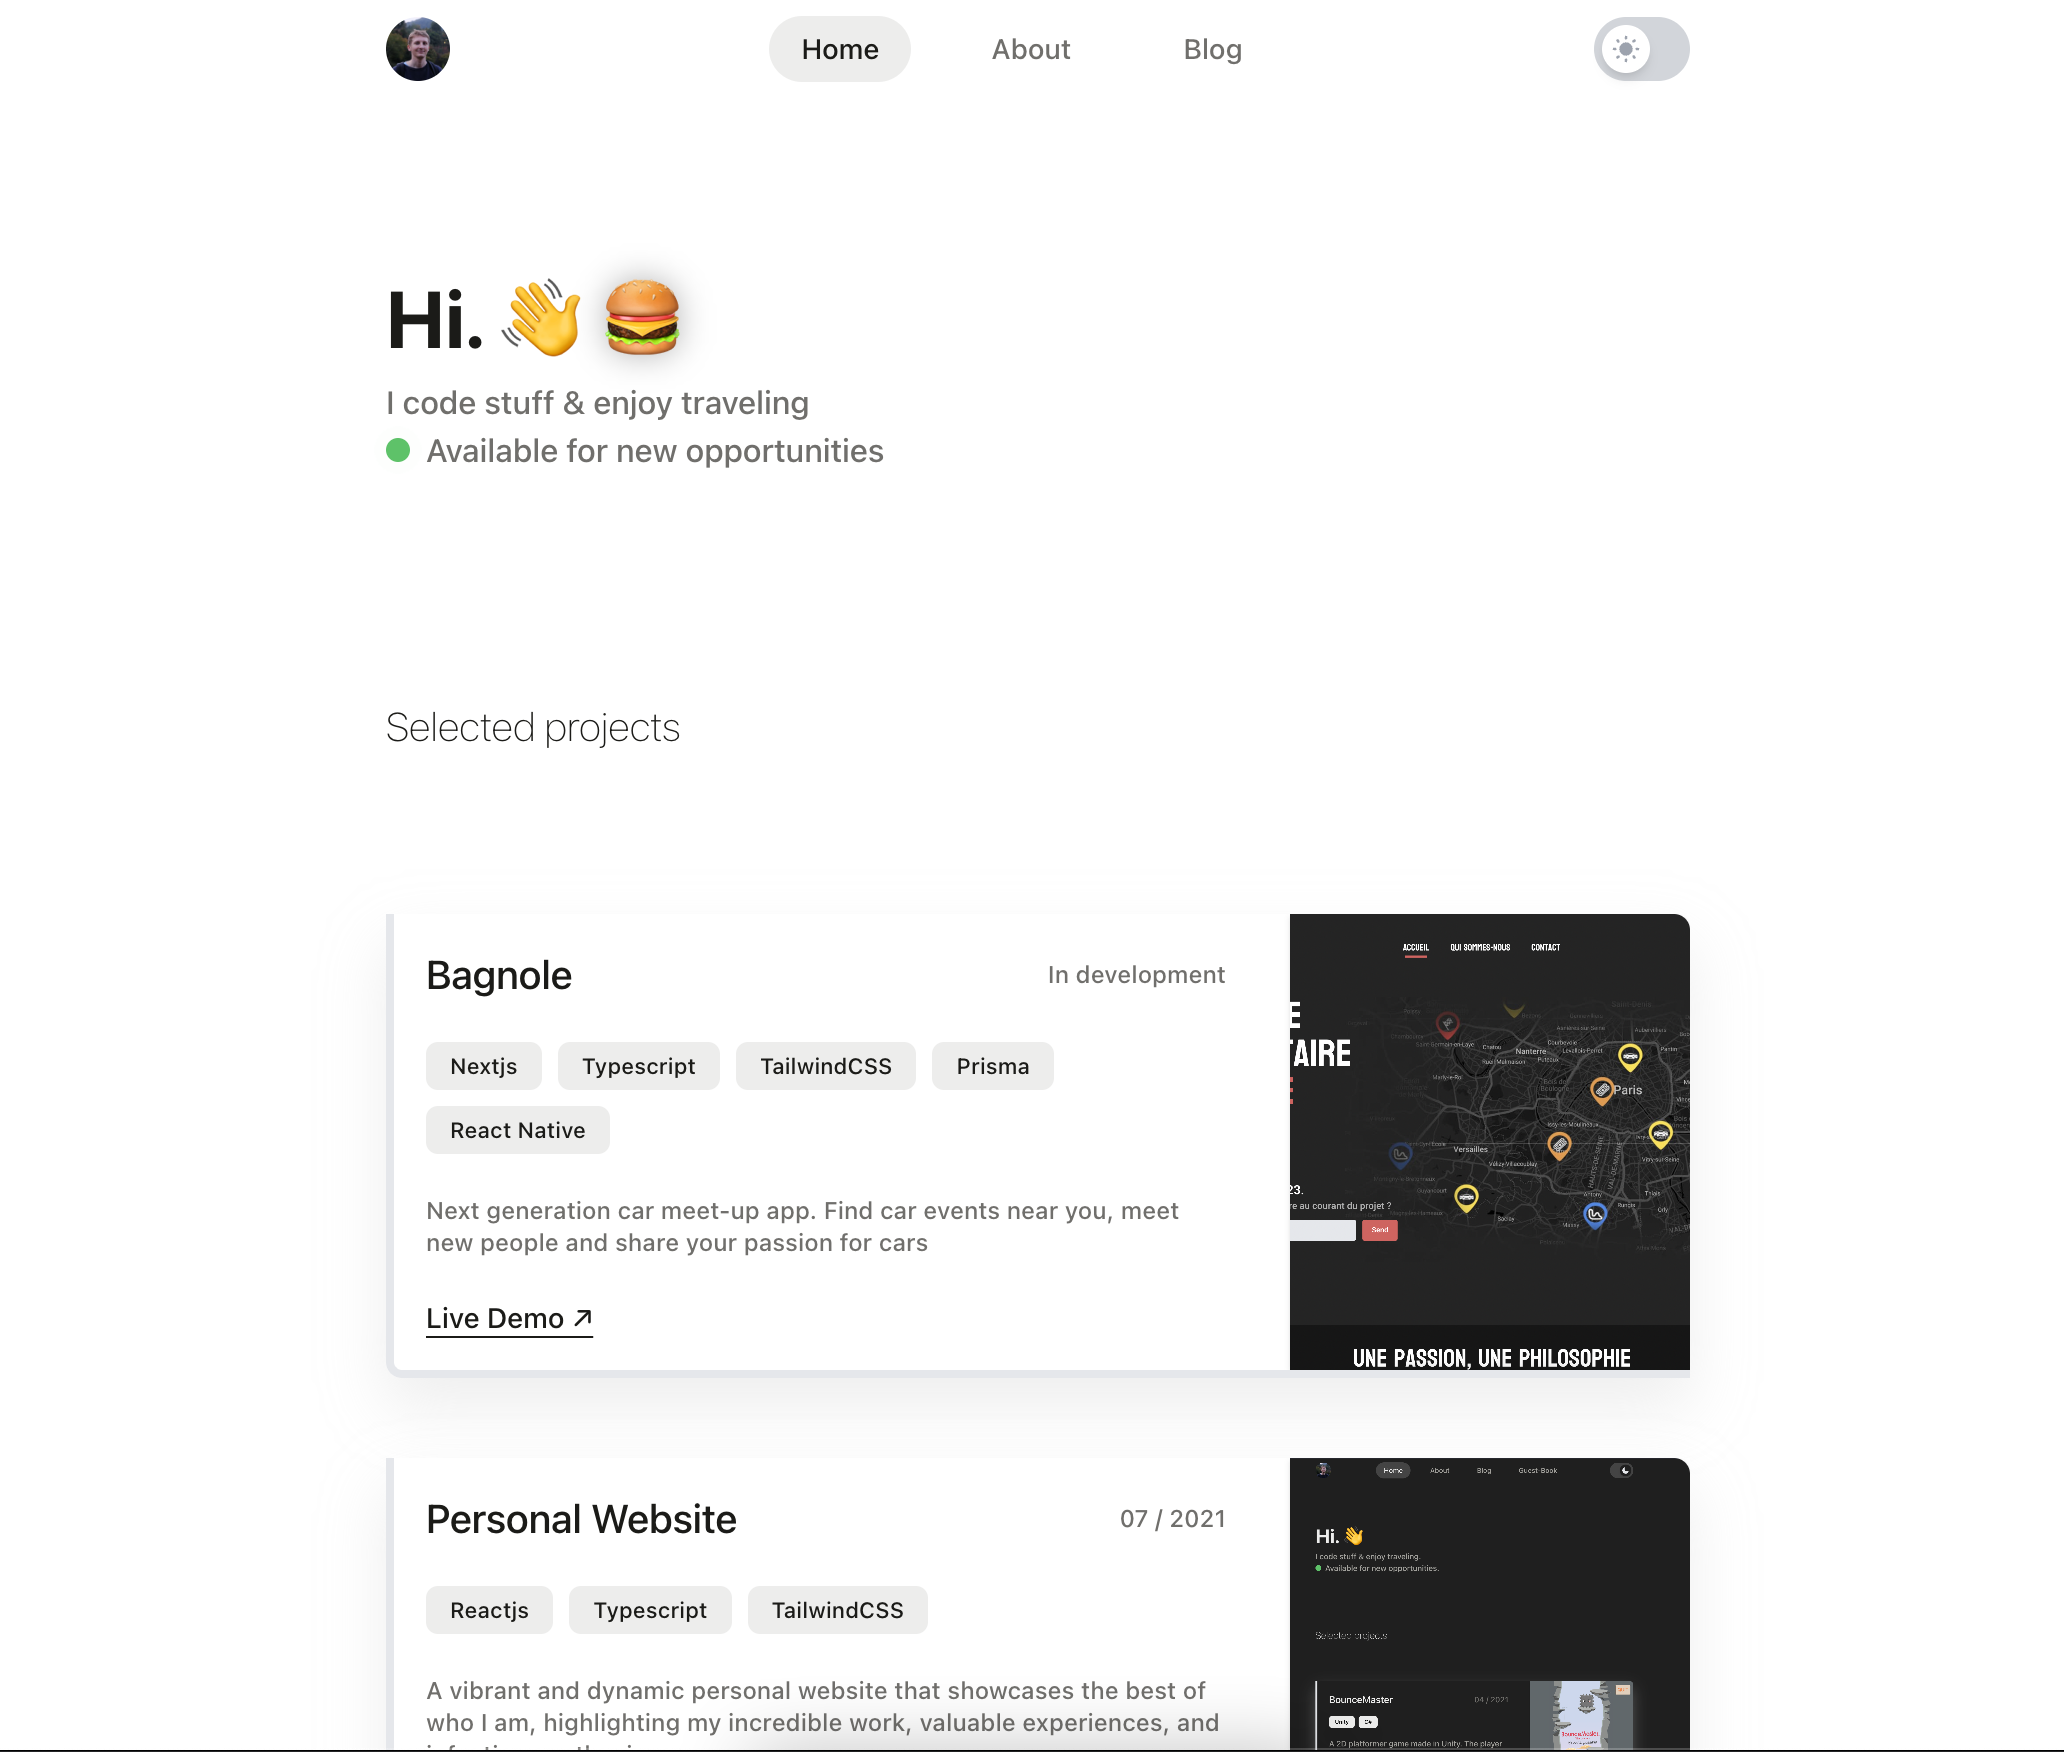 Home
About
Blog
Hi. 👋 🍔
I code stuff & enjoy traveling
Available for new opportunities
Selected projects
Bagnole
In development
Nextjs
Typescript
TailwindCSS
Prisma
React Native
Next generation car meet-up app. Find car events near you, meet
new people and share your passion for cars
Live Demo ↗
ACCUEIL
QUI SOMMES-NOUS
CONTACT
E
TAIRE
Nanterre
Paris
Versailles
23.
re au courant du projet ?
Send
UNE PASSION, UNE PHILOSOPHIE
Personal Website
07 / 2021
Reactjs
Typescript
TailwindCSS
A vibrant and dynamic personal website that showcases the best of
who I am, highlighting my incredible work, valuable experiences, and
Home
About
Blog
Guest-Book
Hi. 👋
I code stuff & enjoy traveling.
Available for new opportunities.
Selected projects
BounceMaster
04 / 2021
Unity
C#
A 2D platformer game made in Unity. The player